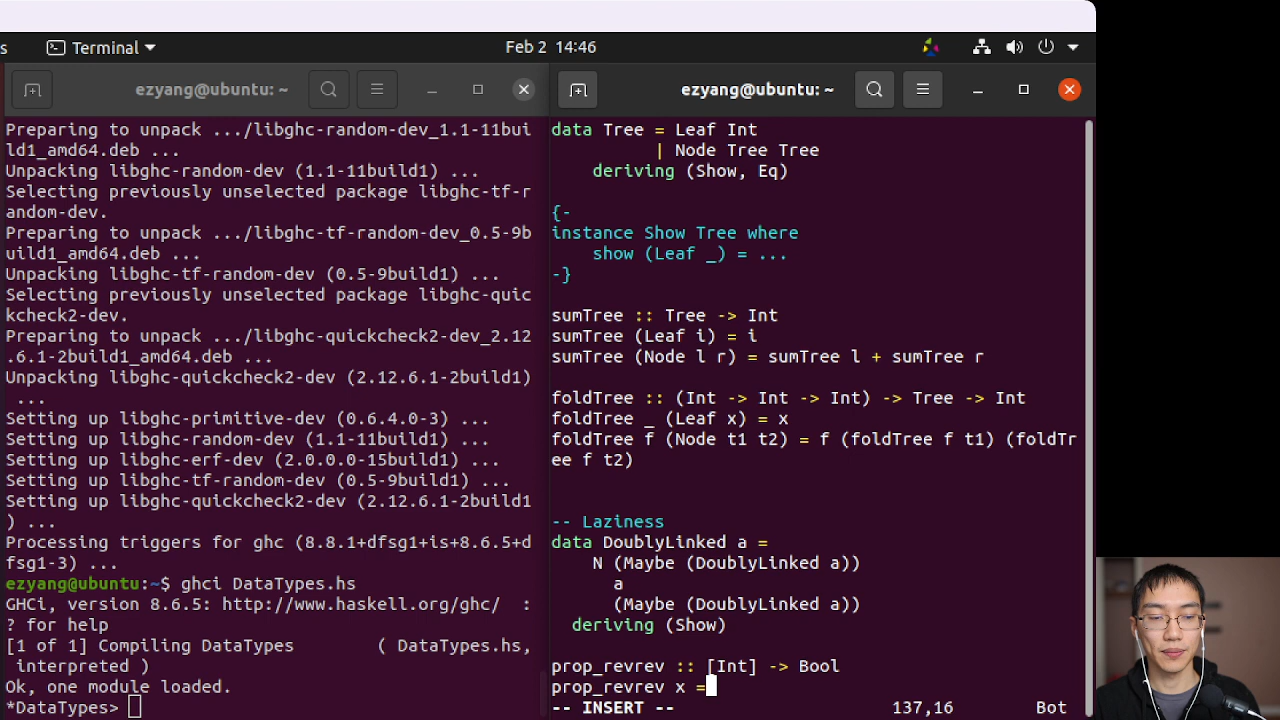 s Terminal Feb 2 14:46
ezyang@ubuntu: ~
Preparing to unpack .../libghc-random-dev_1.1-11bui
ld1_amd64.deb ...
Unpacking libghc-random-dev (1.1-11build1) ...
Selecting previously unselected package libghc-tf-r
andom-dev.
Preparing to unpack .../libghc-tf-random-dev_0.5-9b
uild1_amd64.deb ...
Unpacking libghc-tf-random-dev (0.5-9build1) ...
Selecting previously unselected package libghc-quic
kcheck2-dev.
Preparing to unpack .../libghc-quickcheck2-dev_2.12
.6.1-2build1_amd64.deb ...
Unpacking libghc-quickcheck2-dev (2.12.6.1-2build1)
 ...
Setting up libghc-primitive-dev (0.6.4.0-3) ...
Setting up libghc-random-dev (1.1-11build1) ...
Setting up libghc-erf-dev (2.0.0.0-15build1) ...
Setting up libghc-tf-random-dev (0.5-9build1) ...
Setting up libghc-quickcheck2-dev (2.12.6.1-2build1
) ...
Processing triggers for ghc (8.8.1+dfsg1+is+8.6.5+d
fsg1-3) ...
ezyang@ubuntu:~$ ghci DataTypes.hs
GHCi, version 8.6.5: http://www.haskell.org/ghc/  :
? for help
[1 of 1] Compiling DataTypes        ( DataTypes.hs,
 interpreted )
Ok, one module loaded.
*DataTypes>
ezyang@ubuntu: ~
data Tree = Leaf Int
          | Node Tree Tree
    deriving (Show, Eq)
{-
instance Show Tree where
    show (Leaf _) = ...
-}
sumTree :: Tree -> Int
sumTree (Leaf i) = i
sumTree (Node l r) = sumTree l + sumTree r
foldTree :: (Int -> Int -> Int) -> Tree -> Int
foldTree _ (Leaf x) = x
foldTree f (Node t1 t2) = f (foldTree f t1) (foldTr
ee f t2)
-- Laziness
data DoublyLinked a =
    N (Maybe (DoublyLinked a))
      a
      (Maybe (DoublyLinked a))
  deriving (Show)
prop_revrev :: [Int] -> Bool
prop_revrev x =
-- INSERT -- 137,16 Bot